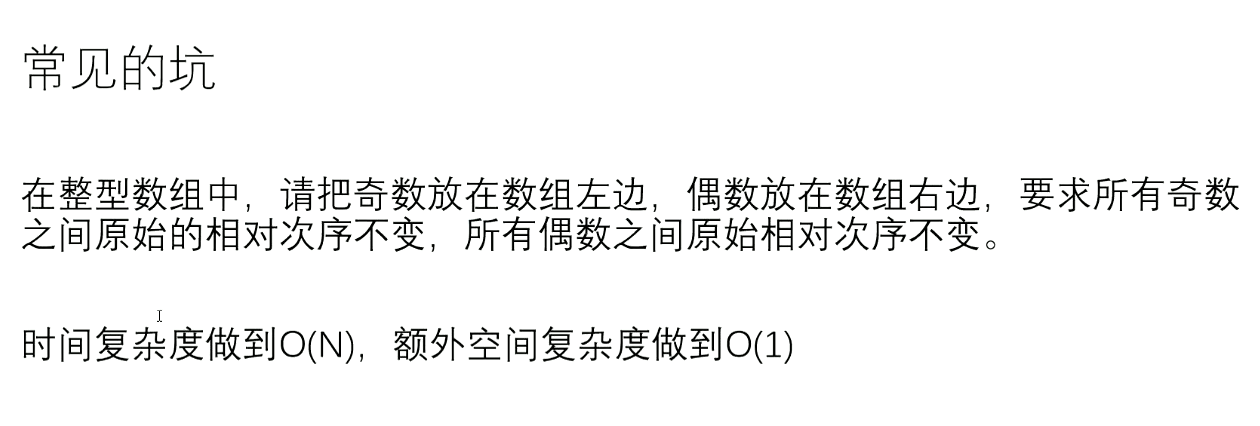 常见的坑
在整型数组中，请把奇数放在数组左边，偶数放在数组右边，要求所有奇数
之间原始的相对次序不变，所有偶数之间原始相对次序不变。
时间复杂度做到O(N)，额外空间复杂度做到O(1)